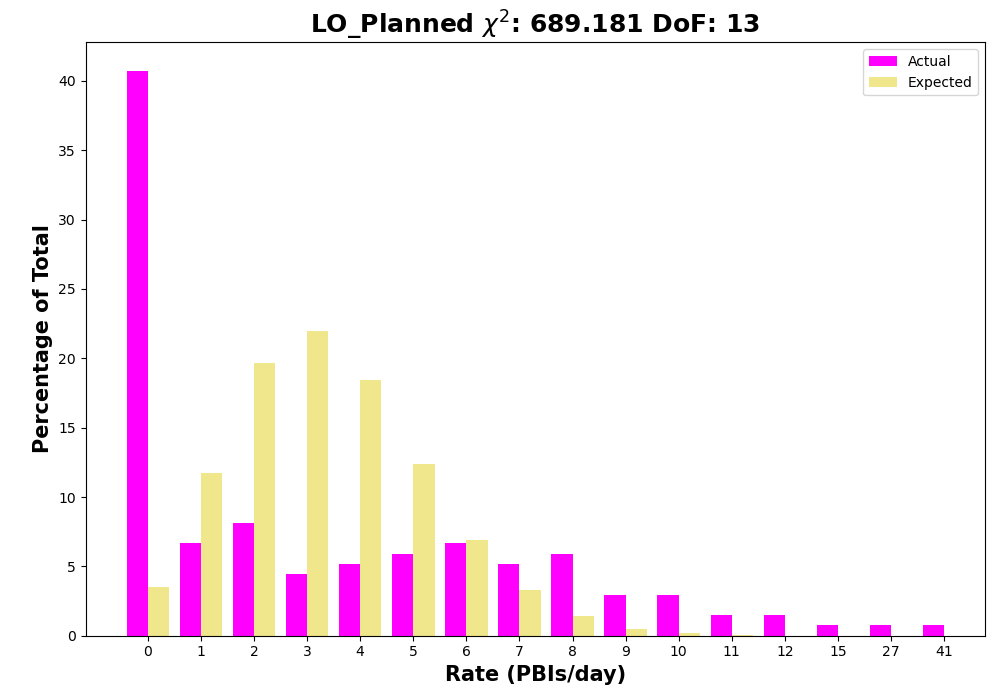 LO_Planned χ²: 689.181 DoF: 13
Actual
Expected
40
35
30
25
20
15
10
5
0
Percentage of Total
0 1 2 3 4 5 6 7 8 9 10 11 12 15 27 41
Rate (PBIs/day)